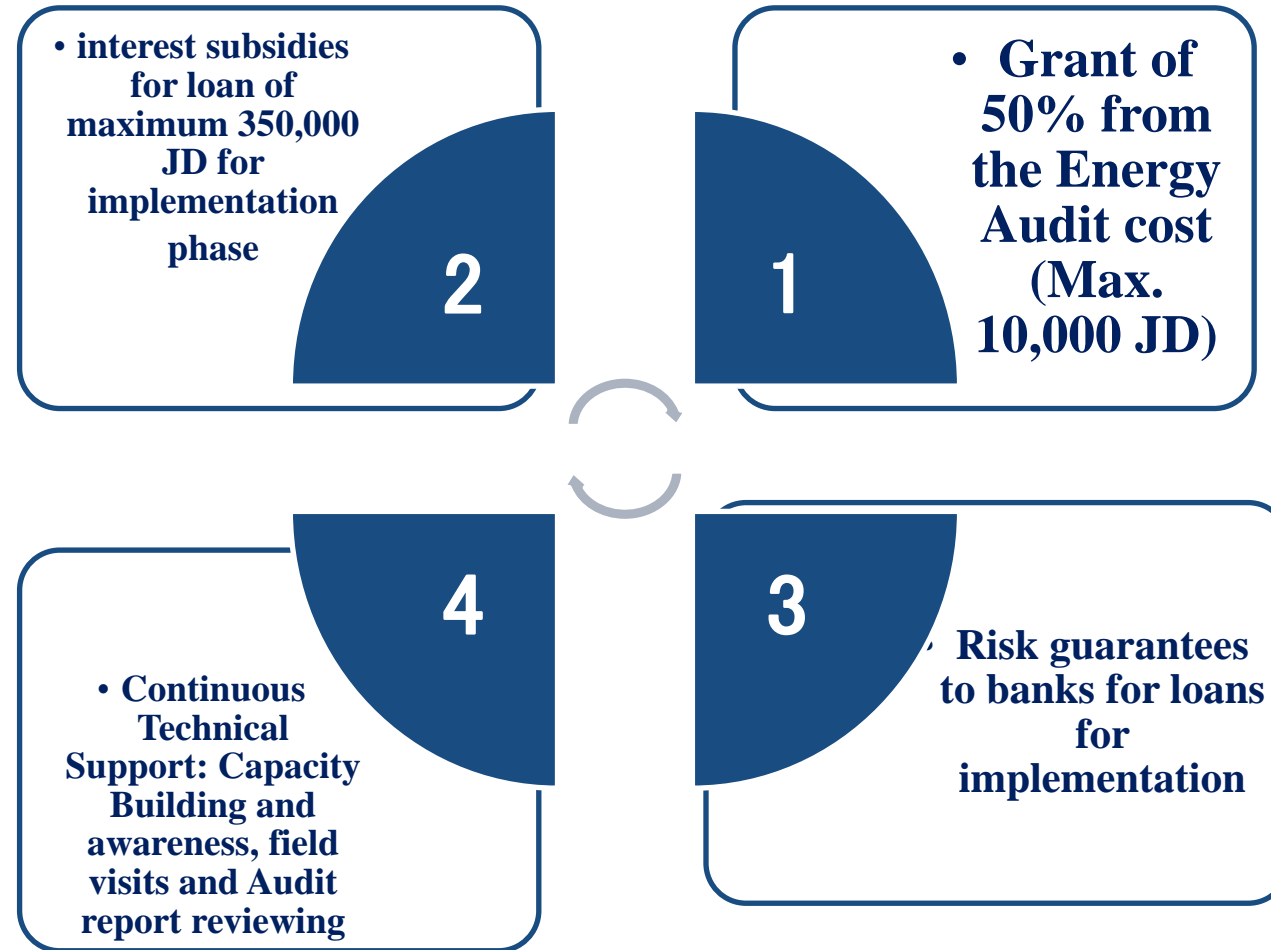 • interest subsidies
for loan of
maximum 350,000
JD for
implementation
phase
2
• Grant of
50% from
the Energy
Audit cost
(Max.
10,000 JD)
1
4
• Continuous
Technical
Support: Capacity
Building and
awareness, field
visits and Audit
report reviewing
3
• Risk guarantees
to banks for loans
for
implementation